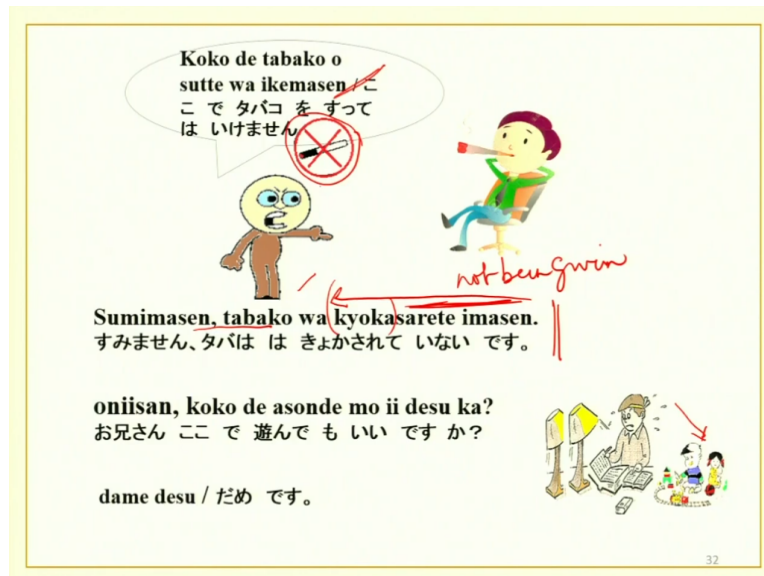 Koko de tabako o
sutte wa ikemasen / こ
こ で タバコ を すって
は いけません
not been given
Sumimasen, tabako wa kyokasarete imasen.
すみません、タバは は きょかされて いない です。
oniisan, koko de asonde mo ii desu ka?
お兄さん ここ で 遊んで も いい です か?
dame desu / だめ です。
32